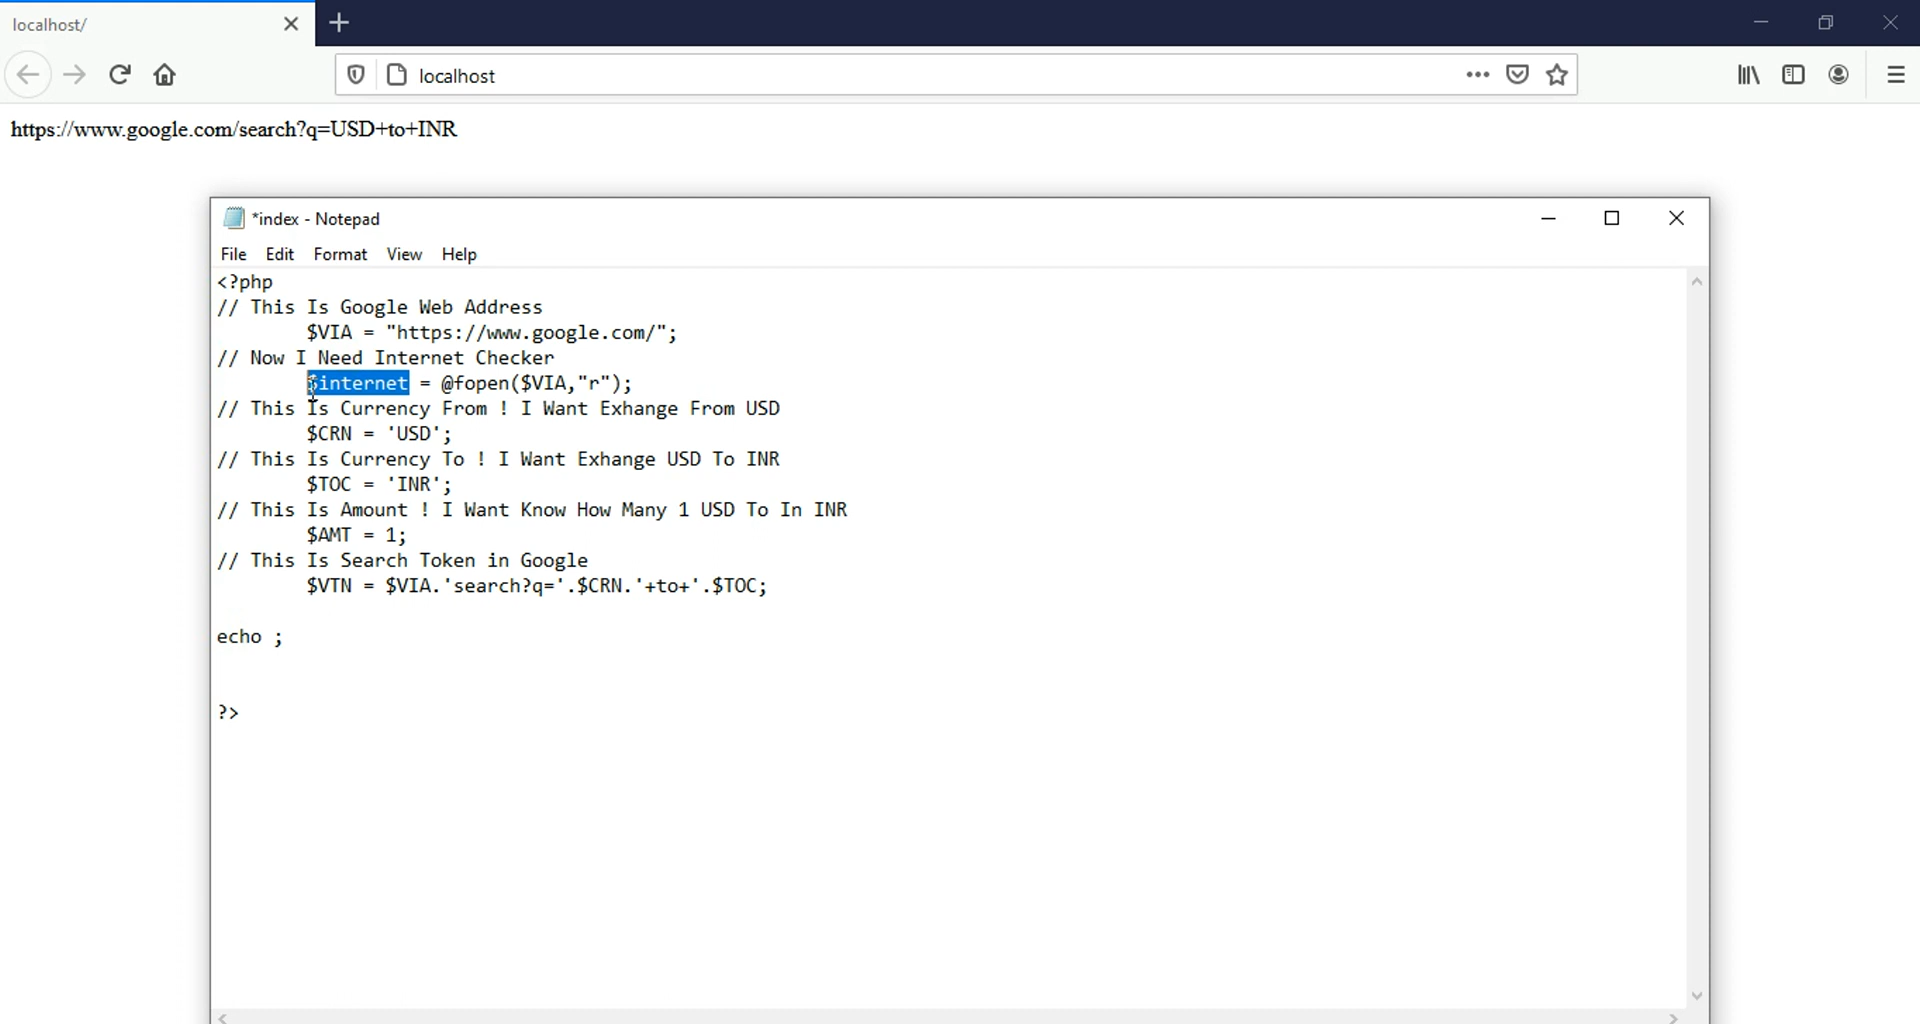 localhost/
localhost
https://www.google.com/search?q=USD+to+INR
*index - Notepad
File Edit Format View Help
<?php
// This Is Google Web Address
$VIA = "https://www.google.com/";
// Now I Need Internet Checker
$internet = @fopen($VIA,"r");
// This Is Currency From ! I Want Exhange From USD
$CRN = 'USD';
// This Is Currency To ! I Want Exhange USD To INR
$TOC = 'INR';
// This Is Amount ! I Want Know How Many 1 USD To In INR
$AMT = 1;
// This Is Search Token in Google
$VTN = $VIA.'search?q='.$CRN.'+to+'.$TOC;
echo ;
?>